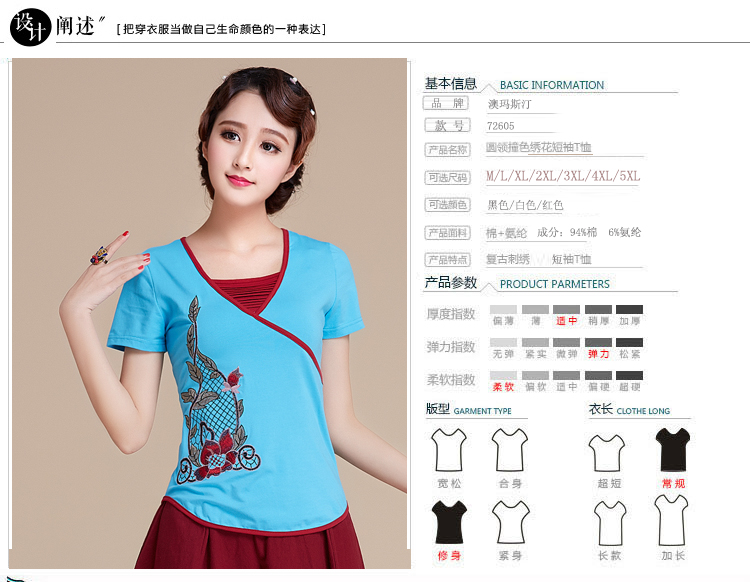 设计 阐述〞 [把穿衣服当做自己生命颜色的一种表达]
基本信息 BASIC INFORMATION
品 牌 澳玛斯汀
款 号 72605
产品名称 圆领撞色绣花短袖T恤
可选尺码 M/L/XL/2XL/3XL/4XL/5XL
可选颜色 黑色/白色/红色
产品面料 棉+氨纶 成分：94%棉 6%氨纶
产品特点 复古刺绣 短袖T恤
产品参数 PRODUCT PARMETERS
厚度指数 偏薄 薄 适中 稍厚 加厚
弹力指数 无弹 紧实 微弹 弹力 松紧
柔软指数 柔软 偏软 适中 偏硬 超硬
版型 GARMENT TYPE 衣长 CLOTHE LONG
宽松 合身 超短 常规
修身 紧身 长款 加长